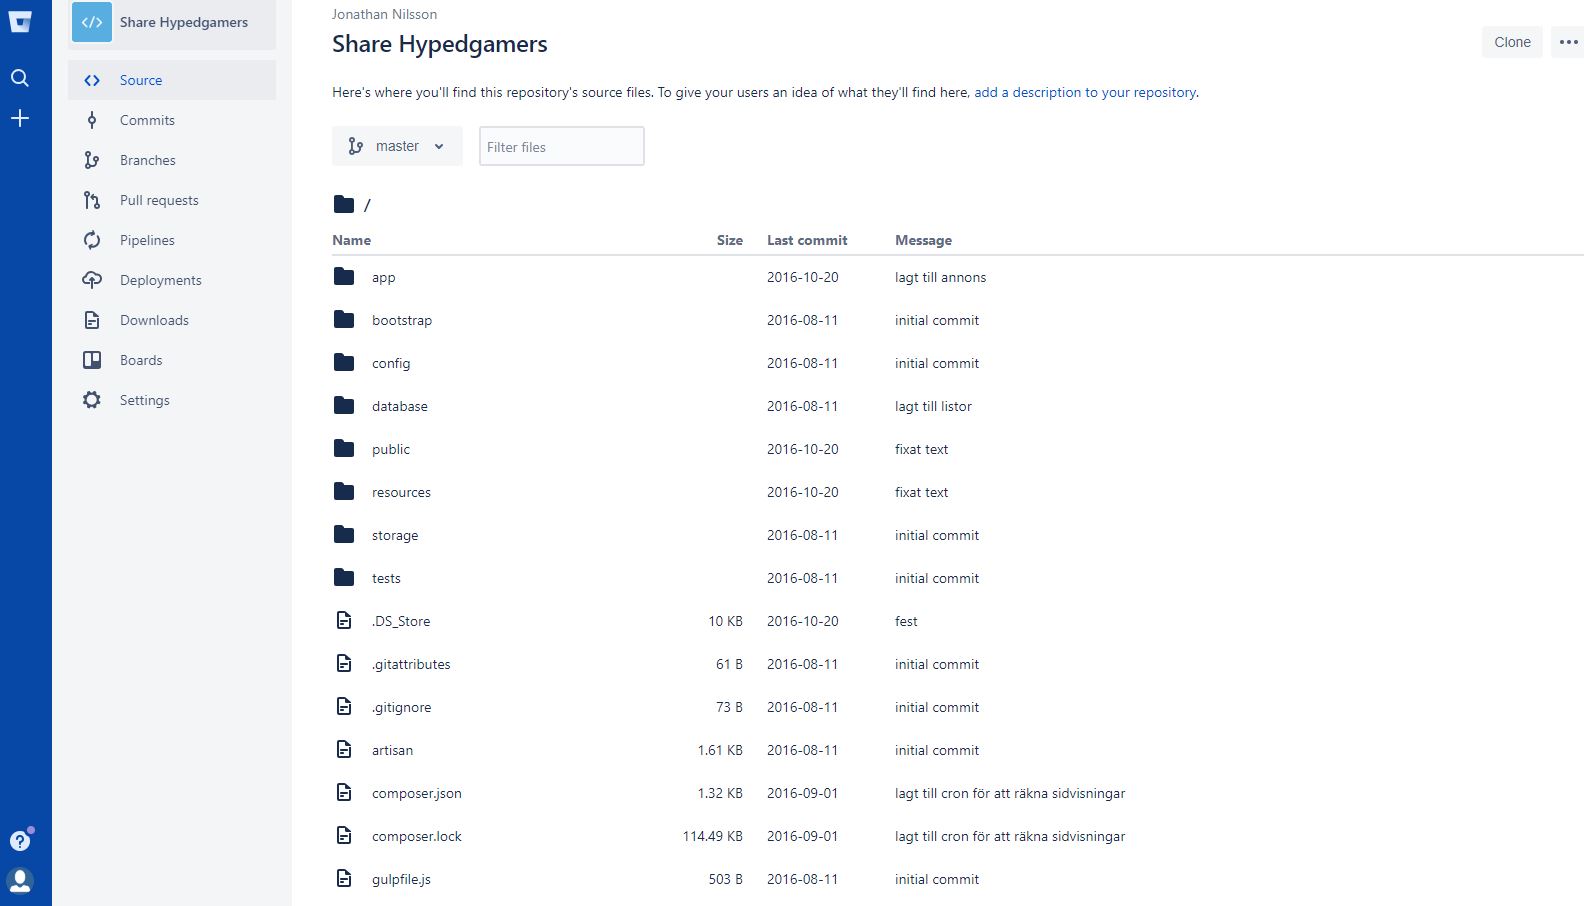 Jonathan Nilsson
Share Hypedgamers
Share Hypedgamers
Clone
Source
Commits
Branches
Pull requests
Pipelines
Deployments
Downloads
Boards
Settings
Here's where you'll find this repository's source files. To give your users an idea of what they'll find here, add a description to your repository.
master
Filter files
/
Name Size Last commit Message
app 2016-10-20 lagt till annons
bootstrap 2016-08-11 initial commit
config 2016-08-11 initial commit
database 2016-08-11 lagt till listor
public 2016-10-20 fixat text
resources 2016-10-20 fixat text
storage 2016-08-11 initial commit
tests 2016-08-11 initial commit
.DS_Store 10 KB 2016-10-20 fest
.gitattributes 61 B 2016-08-11 initial commit
.gitignore 73 B 2016-08-11 initial commit
artisan 1.61 KB 2016-08-11 initial commit
composer.json 1.32 KB 2016-09-01 lagt till cron för att räkna sidvisningar
composer.lock 114.49 KB 2016-09-01 lagt till cron för att räkna sidvisningar
gulpfile.js 503 B 2016-08-11 initial commit